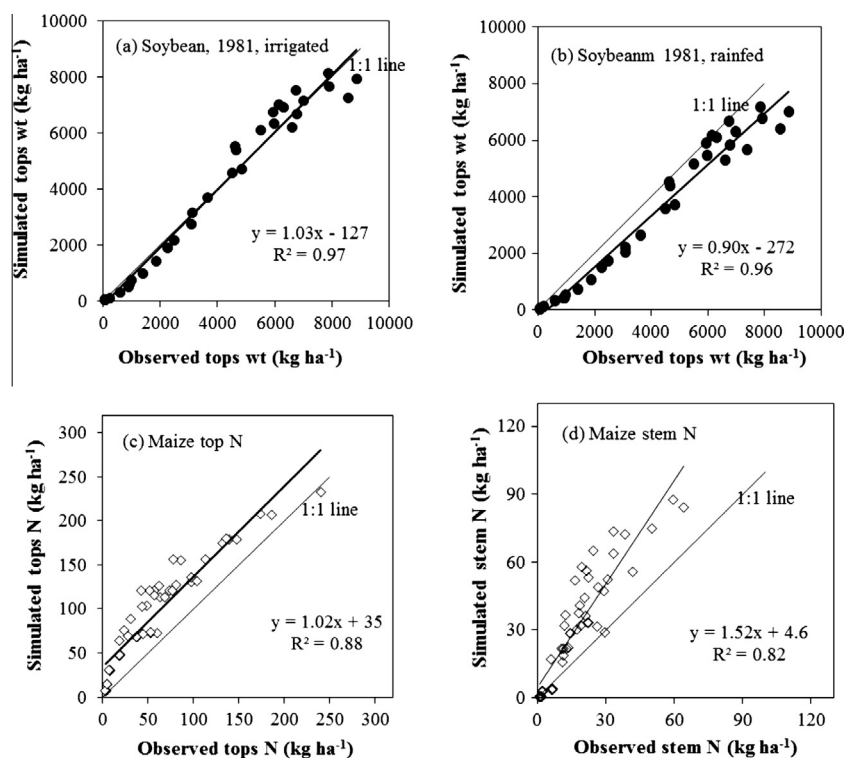 (a) Soybean, 1981, irrigated
1:1 line
y = 1.03x - 127
R² = 0.97
10000
8000
6000
4000
2000
0
0 2000 4000 6000 8000 10000
Simulated tops wt (kg ha⁻¹)
Observed tops wt (kg ha⁻¹)
(b) Soybeanm 1981, rainfed
1:1 line
y = 0.90x - 272
R² = 0.96
10000
8000
6000
4000
2000
0
0 2000 4000 6000 8000 10000
Simulated tops wt (kg ha⁻¹)
Observed tops wt (kg ha⁻¹)
(c) Maize top N
1:1 line
y = 1.02x + 35
R² = 0.88
300
250
200
150
100
50
0
0 50 100 150 200 250 300
Simulated tops N (kg ha⁻¹)
Observed tops N (kg ha⁻¹)
(d) Maize stem N
1:1 line
y = 1.52x + 4.6
R² = 0.82
120
90
60
30
0
0 30 60 90 120
Simulated stem N (kg ha⁻¹)
Observed stem N (kg ha⁻¹)